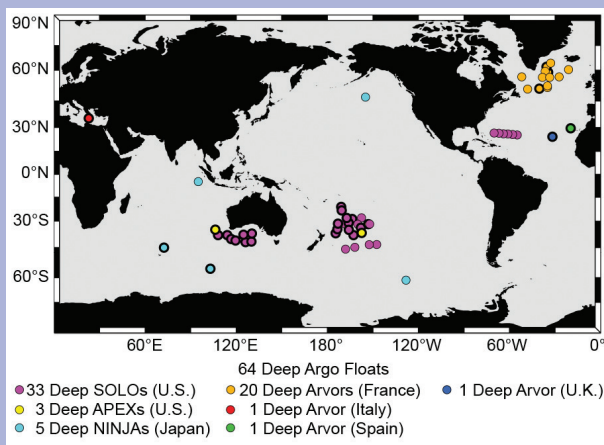 90°N
60°N
30°N
0°N
30°S
60°S
60°E 120°E 180°W 120°W 60°W 0°
64 Deep Argo Floats
33 Deep SOLOs (U.S.) 20 Deep Arvors (France) 1 Deep Arvor (U.K.)
3 Deep APEXs (U.S.) 1 Deep Arvor (Italy)
5 Deep NINJAs (Japan) 1 Deep Arvor (Spain)